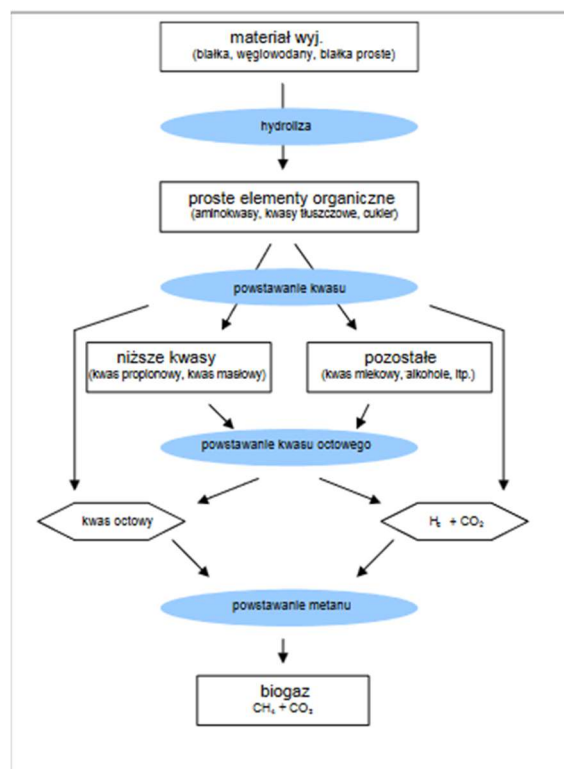 materiał wyj.
(białka, węglowodany, białka proste)
hydroliza
proste elementy organiczne
(aminokwasy, kwasy tłuszczowe, cukier)
powstawanie kwasu
niższe kwasy
(kwas propionowy, kwas masłowy)
pozostałe
(kwas mlekowy, alkohole, itp.)
powstawanie kwasu octowego
kwas octowy
H₂ + CO₂
powstawanie metanu
biogaz
CH₄ + CO₂